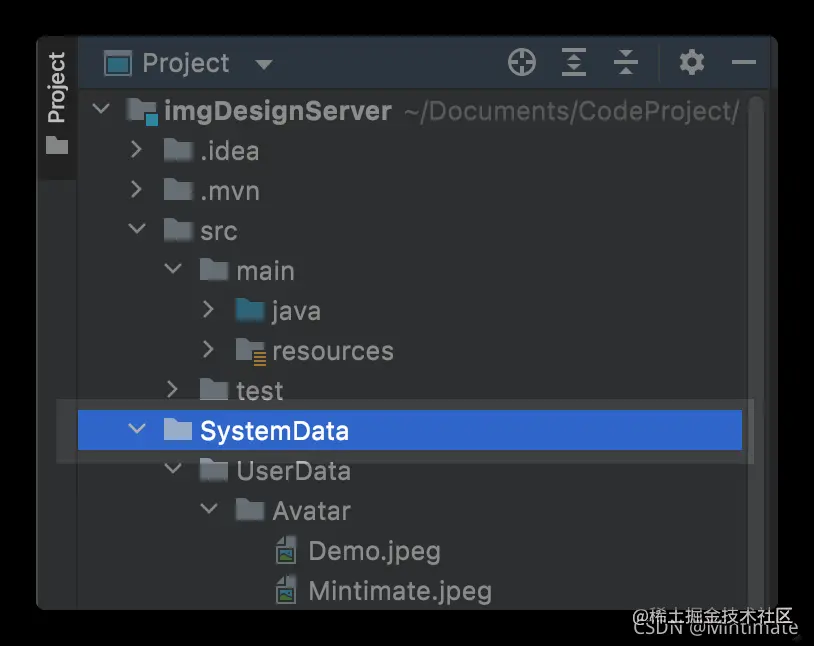 Project
Project
imgDesignServer ~/Documents/CodeProject/
.idea
.mvn
src
main
java
resources
test
SystemData
UserData
Avatar
Demo.jpeg
Mintimate.jpeg
@稀土掘金技术社区
CSDN @Mintimate